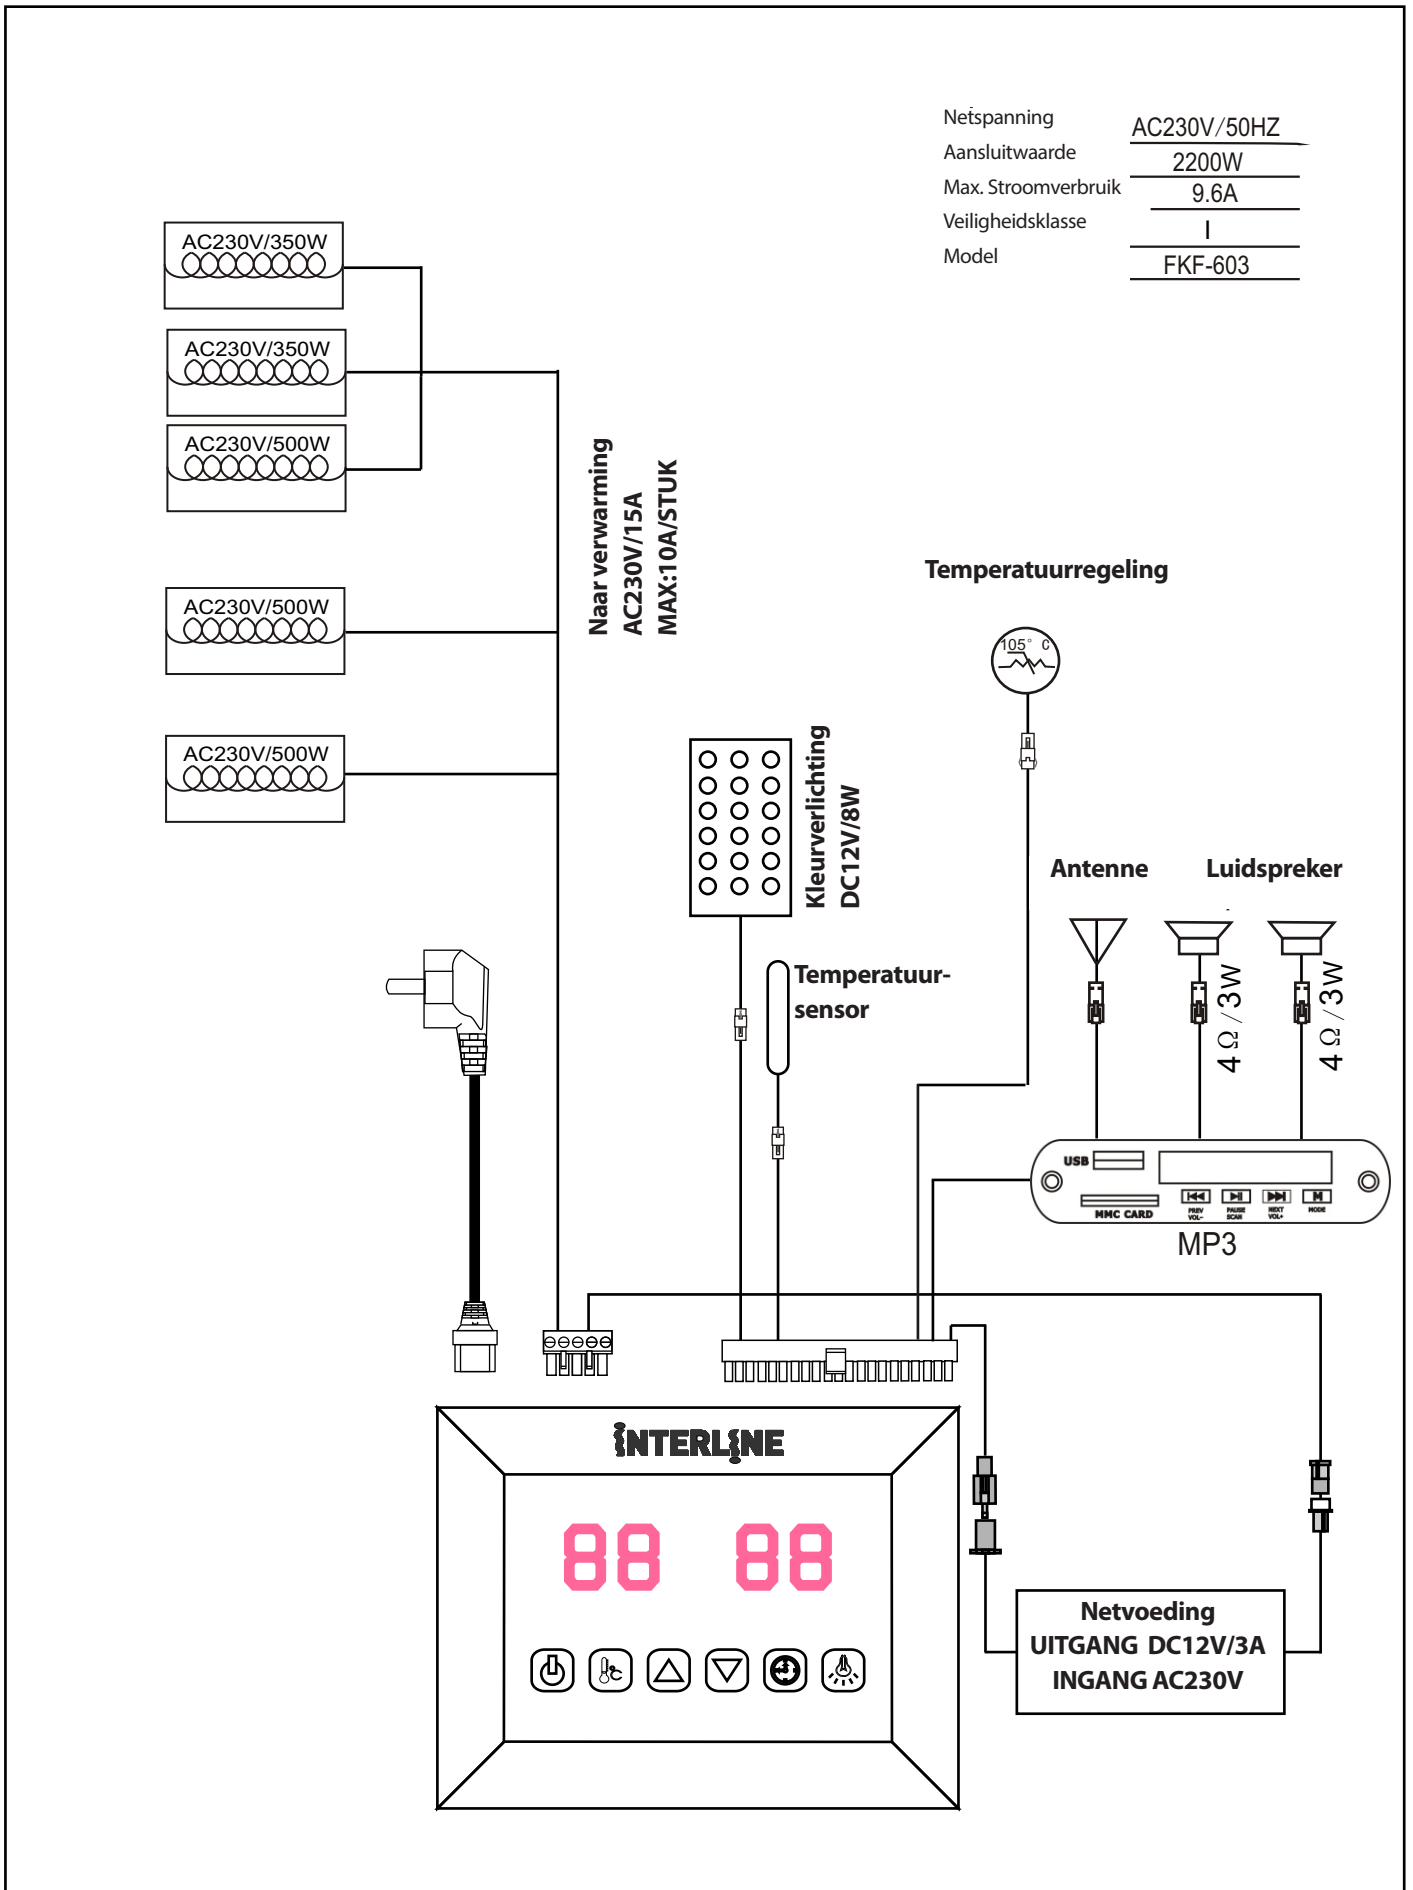 Netspanning AC230V/50HZ
Aansluitwaarde 2200W
Max. Stroomverbruik 9.6A
Veiligheidsklasse I
Model FKF-603
AC230V/350W
AC230V/350W
AC230V/500W
AC230V/500W
AC230V/500W
Naar verwarming
AC230V/15A
MAX:10A/STUK
Temperatuurregeling
105° C
Kleurverlichting
DC12V/8W
Temperatuur-
sensor
Antenne
Luidspreker
4Ω/3W
4Ω/3W
USB
MMC CARD
PREV
VOL-
PAUSE
SCAN
NEXT
VOL+
M
MODE
MP3
INTERLINE
88 88
°C
Netvoeding
UITGANG DC12V/3A
INGANG AC230V